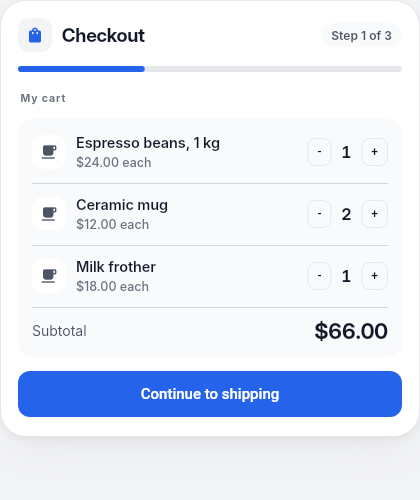 Checkout
Step 1 of 3
My cart
Espresso beans, 1 kg
$24.00 each
- 1 +
Ceramic mug
$12.00 each
- 2 +
Milk frother
$18.00 each
- 1 +
Subtotal $66.00
Continue to shipping